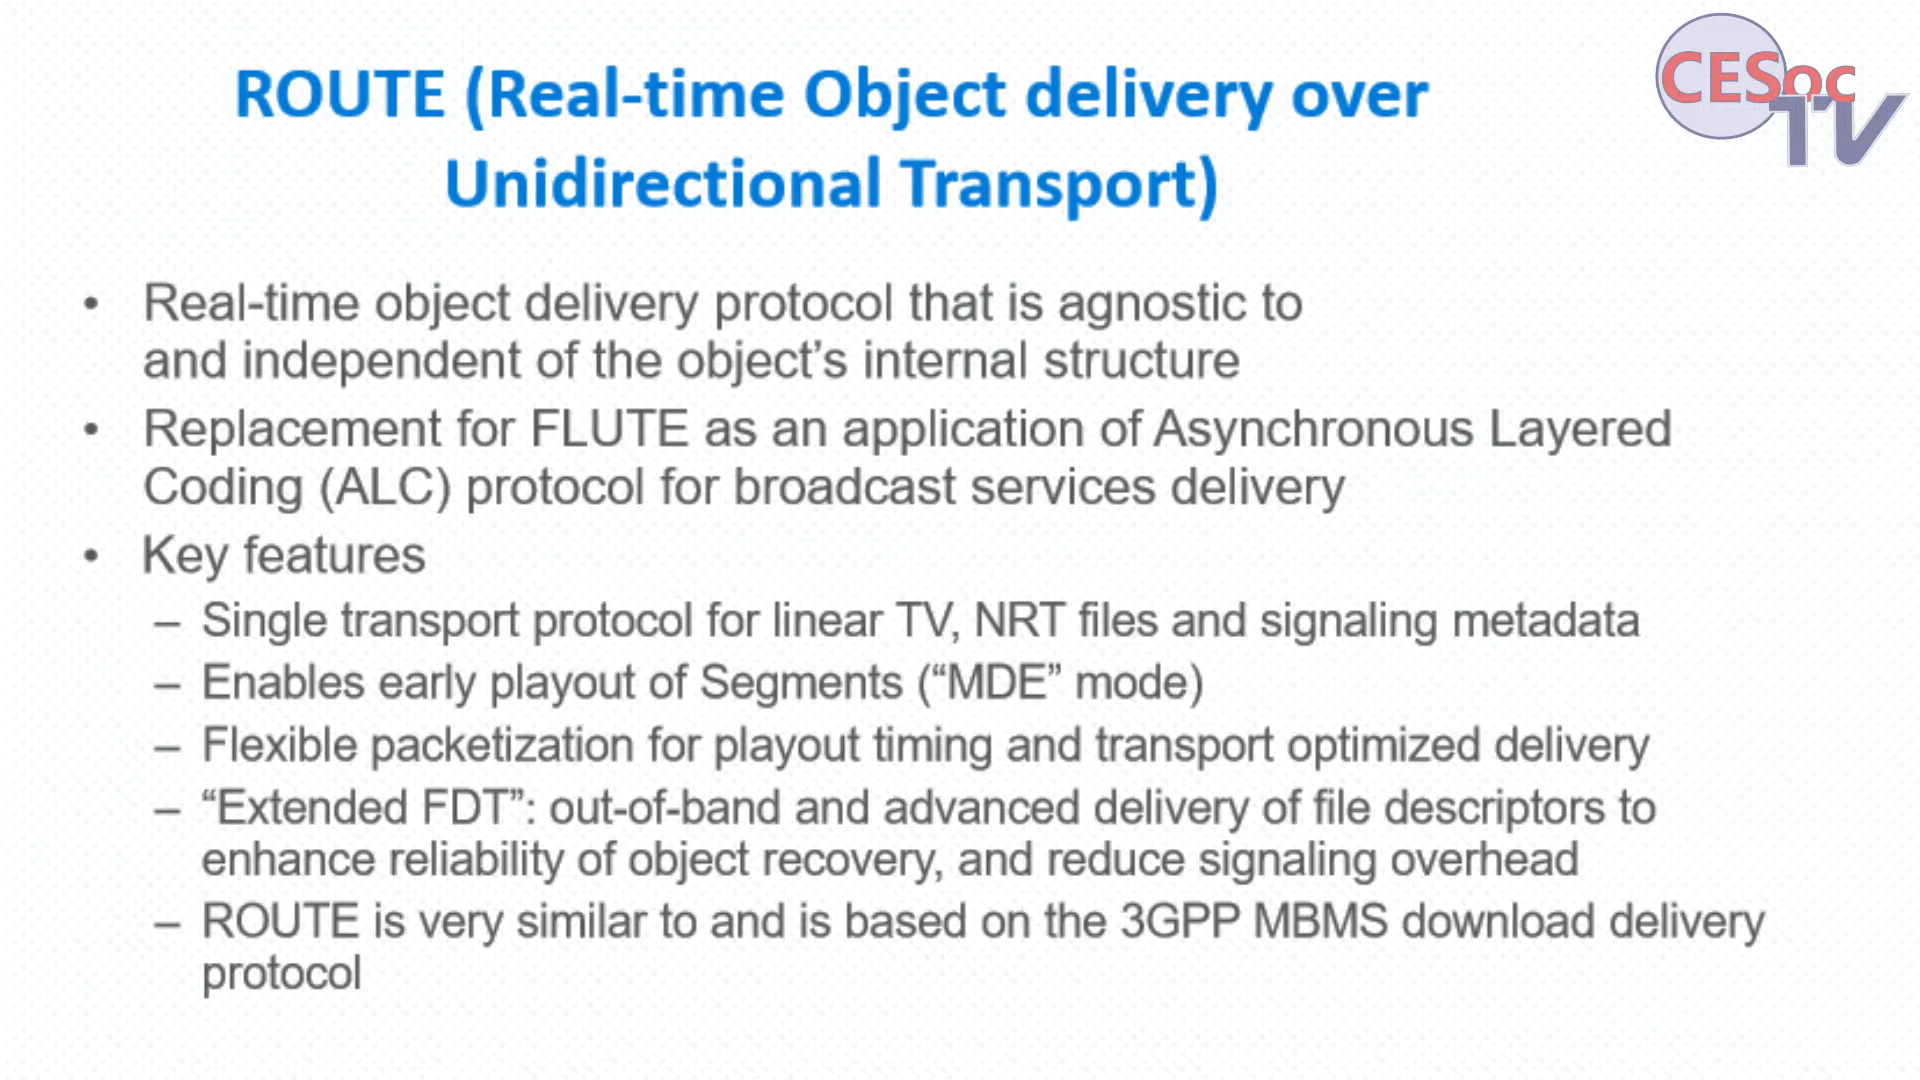 CESoc
TV
ROUTE (Real-time Object delivery over
Unidirectional Transport)
• Real-time object delivery protocol that is agnostic to
and independent of the object’s internal structure
• Replacement for FLUTE as an application of Asynchronous Layered
Coding (ALC) protocol for broadcast services delivery
• Key features
– Single transport protocol for linear TV, NRT files and signaling metadata
– Enables early playout of Segments (“MDE” mode)
– Flexible packetization for playout timing and transport optimized delivery
– “Extended FDT”: out-of-band and advanced delivery of file descriptors to
enhance reliability of object recovery, and reduce signaling overhead
– ROUTE is very similar to and is based on the 3GPP MBMS download delivery
protocol